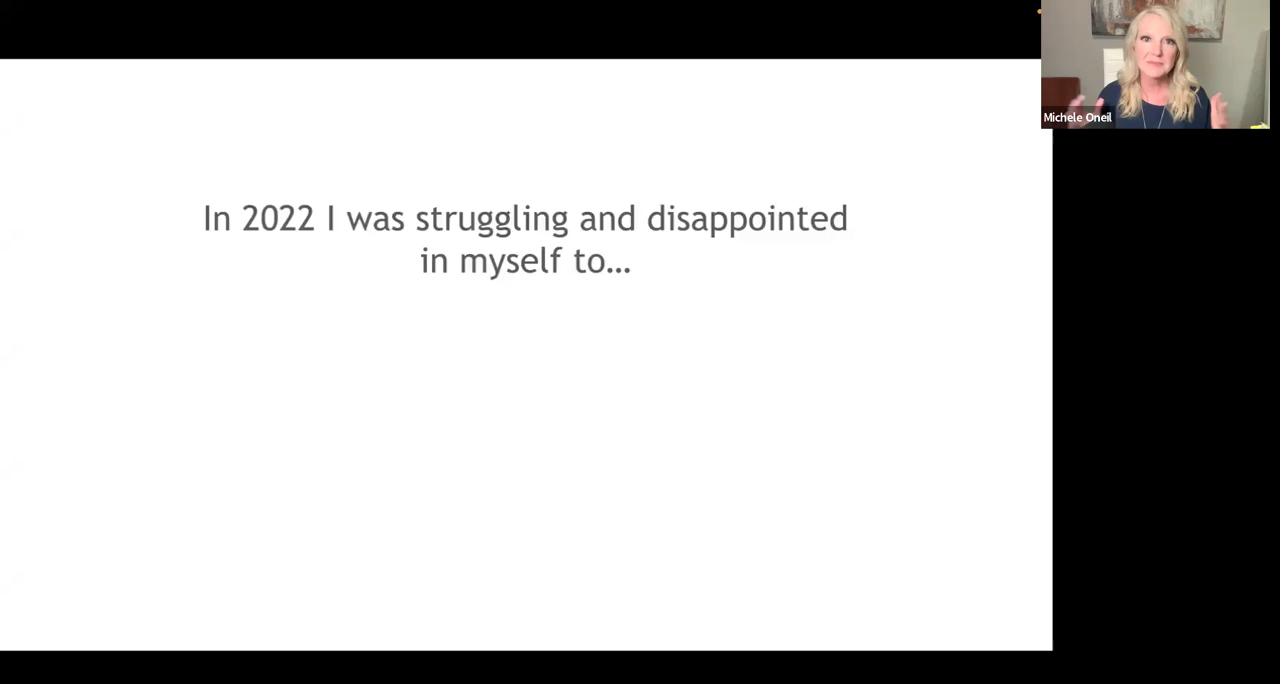 Michele Oneil
In 2022 I was struggling and disappointed
in myself to…